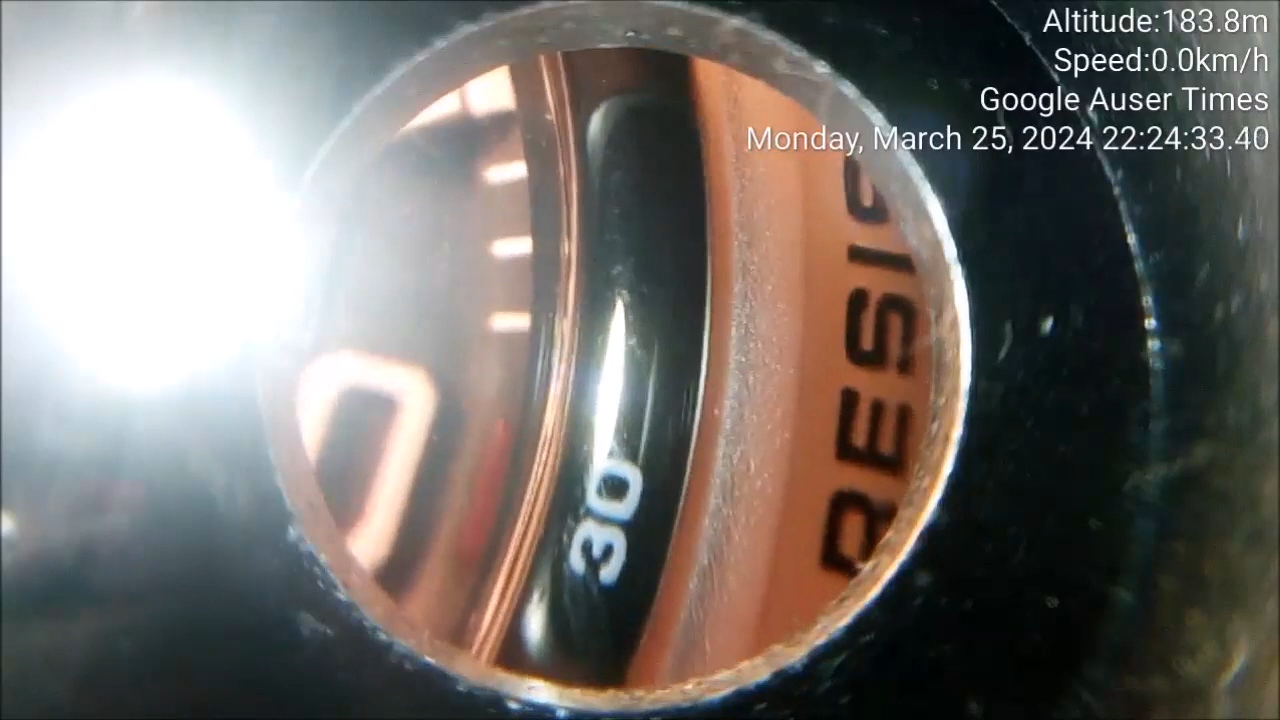 Altitude:183.8m
Speed:0.0km/h
Google Auser Times
Monday, March 25, 2024 22:24:33.40
30
RESIS